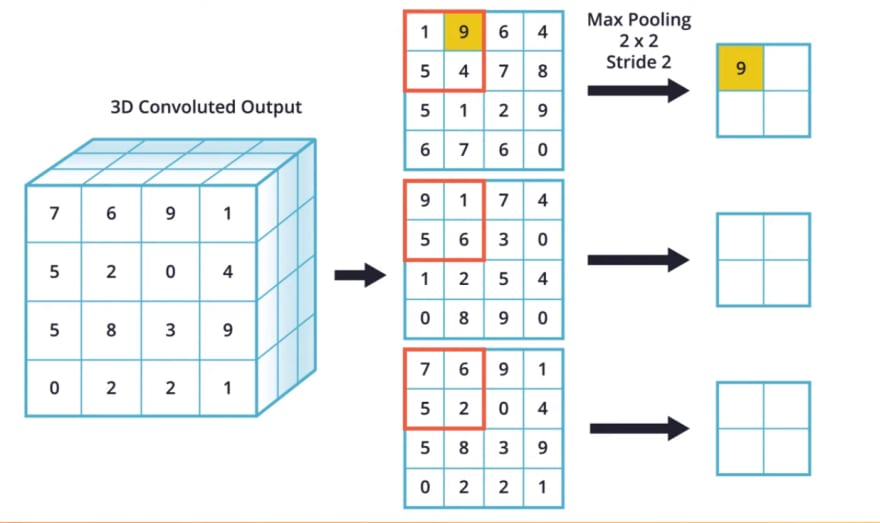 3D Convoluted Output
7 6 9 1
5 2 0 4
5 8 3 9
0 2 2 1
1 9 6 4
5 4 7 8
5 1 2 9
6 7 6 0
9 1 7 4
5 6 3 0
1 2 5 4
0 8 9 0
7 6 9 1
5 2 0 4
5 8 3 9
0 2 2 1
Max Pooling
2 x 2
Stride 2
9